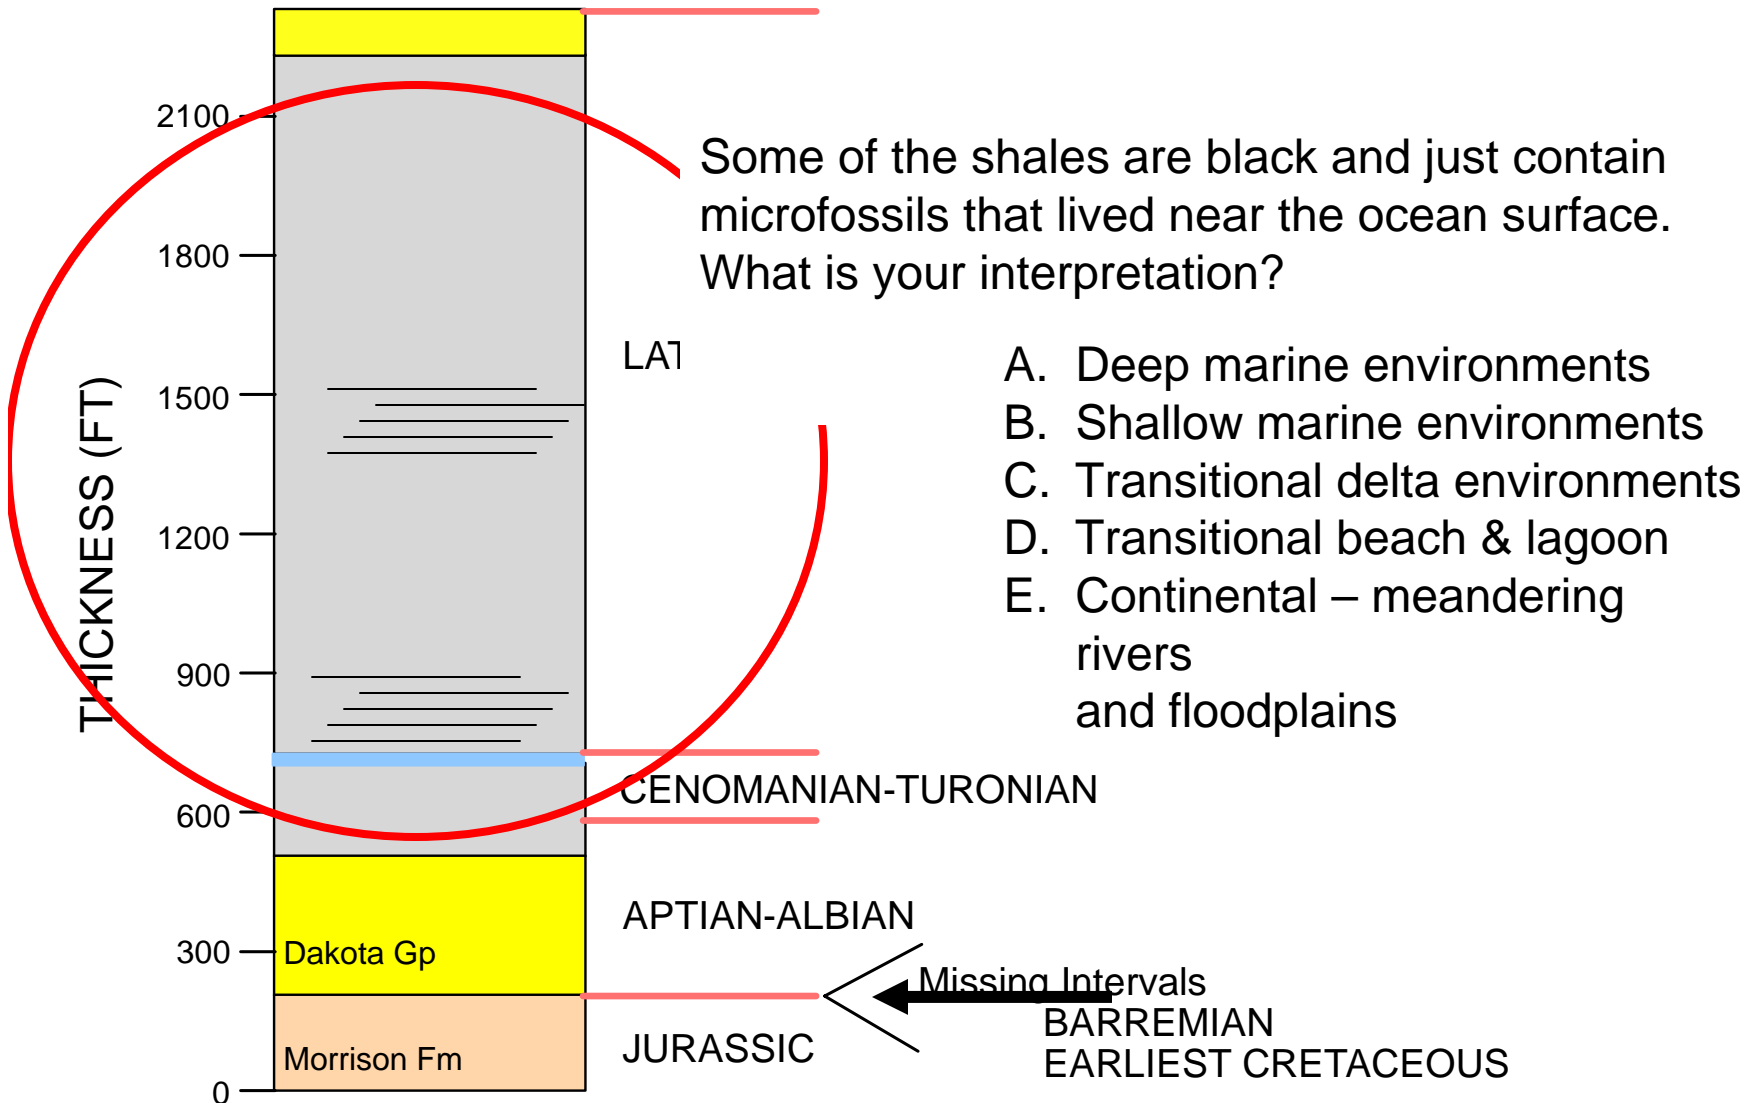 2100
1800
1500
1200
900
600
300
0
THICKNESS (FT)
Some of the shales are black and just contain
microfossils that lived near the ocean surface.
What is your interpretation?
A. Deep marine environments
B. Shallow marine environments
C. Transitional delta environments
D. Transitional beach & lagoon
E. Continental – meandering
rivers
and floodplains
LAT
CENOMANIAN-TURONIAN
APTIAN-ALBIAN
Dakota Gp
Missing Intervals
BARREMIAN
EARLIEST CRETACEOUS
JURASSIC
Morrison Fm